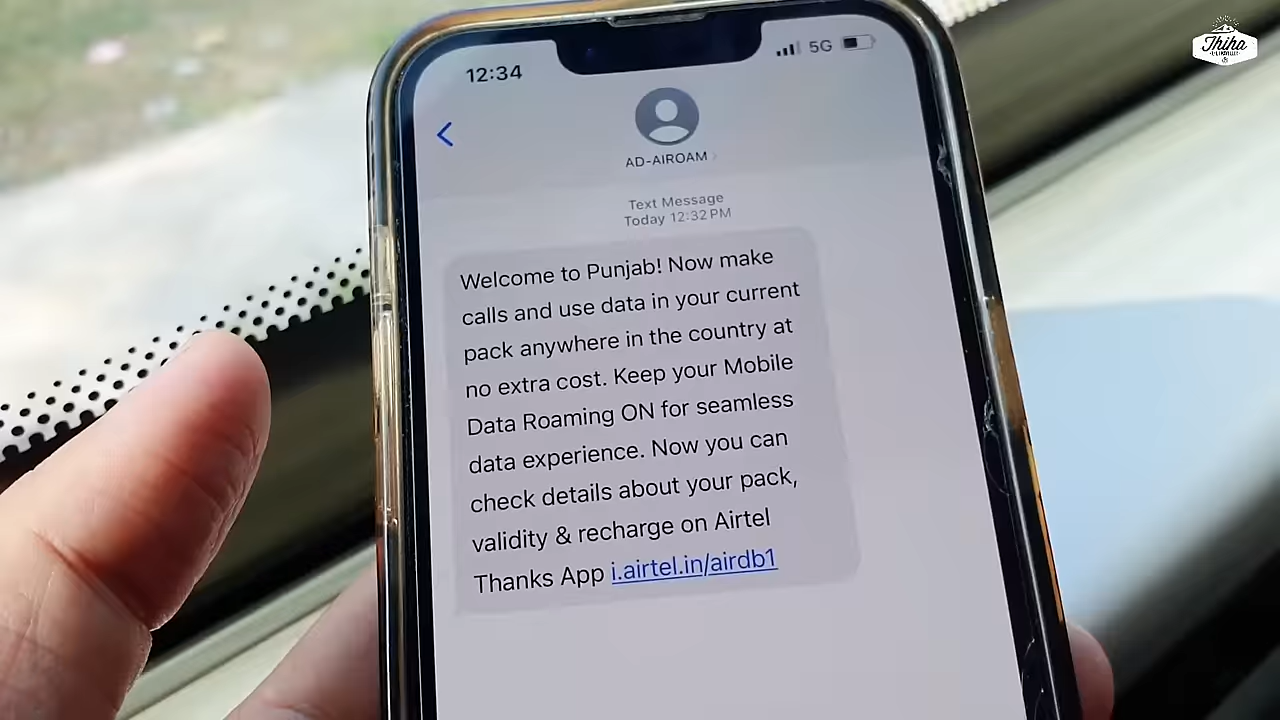 12:34
5G
Thiha
AD-AIROAM
Text Message
Today 12:32 PM
Welcome to Punjab! Now make
calls and use data in your current
pack anywhere in the country at
no extra cost. Keep your Mobile
Data Roaming ON for seamless
data experience. Now you can
check details about your pack,
validity & recharge on Airtel
Thanks App i.airtel.in/airdb1